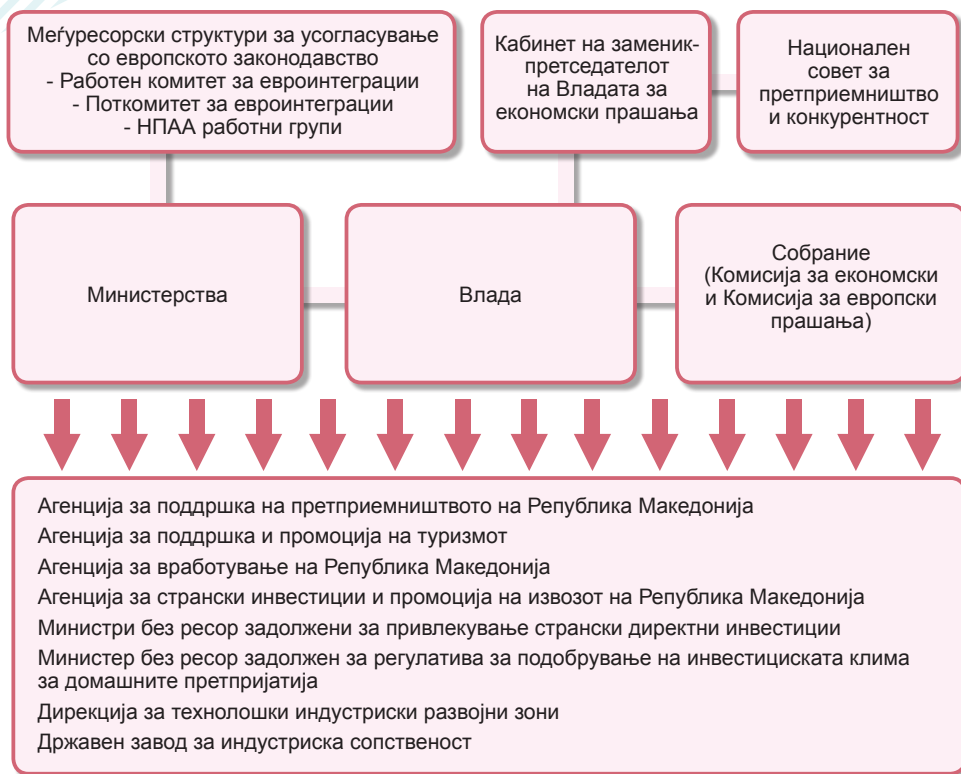 Меѓуресорски структури за усогласување
со европското законодавство
- Работен комитет за евроинтеграции
- Поткомитет за евроинтеграции
- НПАА работни групи
Кабинет на заменик-
претседателот
на Владата за
економски прашања
Национален
совет за
претприемништво
и конкурентност
Министерства
Влада
Собрание
(Комисија за економски
и Комисија за европски
прашања)
Агенција за поддршка на претприемништвото на Република Македонија
Агенција за поддршка и промоција на туризмот
Агенција за вработување на Република Македонија
Агенција за странски инвестиции и промоција на извозот на Република Македонија
Министри без ресор задолжени за привлекување странски директни инвестиции
Министер без ресор задолжен за регулатива за подобрување на инвестициската клима
за домашните претпријатија
Дирекција за технолошки индустриски развојни зони
Државен завод за индустриска сопственост